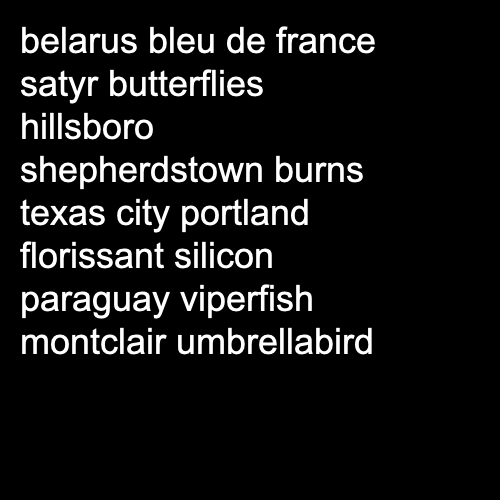 belarus bleu de france
satyr butterflies
hillsboro
shepherdstown burns
texas city portland
florissant silicon
paraguay viperfish
montclair umbrellabird